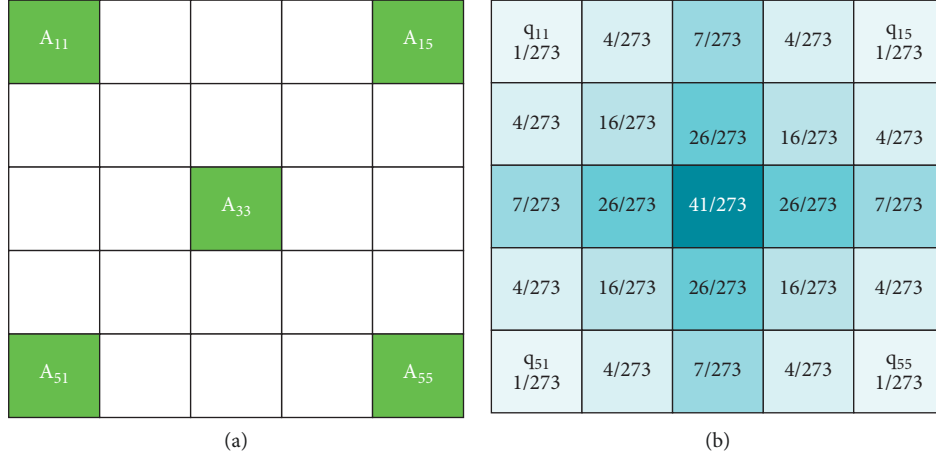 A₁₁ A₁₅
A₃₃
A₅₁ A₅₅
(a)
q₁₁ 4/273 7/273 4/273 q₁₅
1/273 1/273
4/273 16/273 26/273 16/273 4/273
7/273 26/273 41/273 26/273 7/273
4/273 16/273 26/273 16/273 4/273
q₅₁ 4/273 7/273 4/273 q₅₅
1/273 1/273
(b)